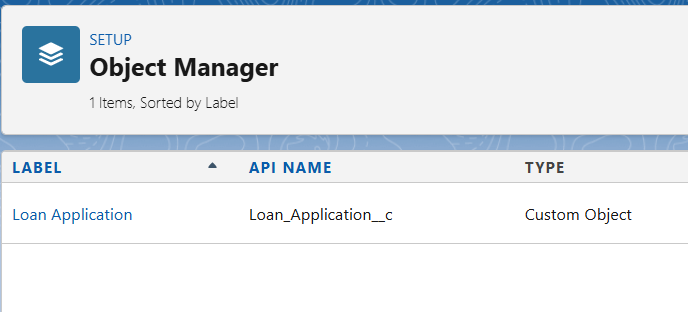 SETUP
Object Manager
1 Items, Sorted by Label
LABEL API NAME TYPE
Loan Application Loan_Application__c Custom Object